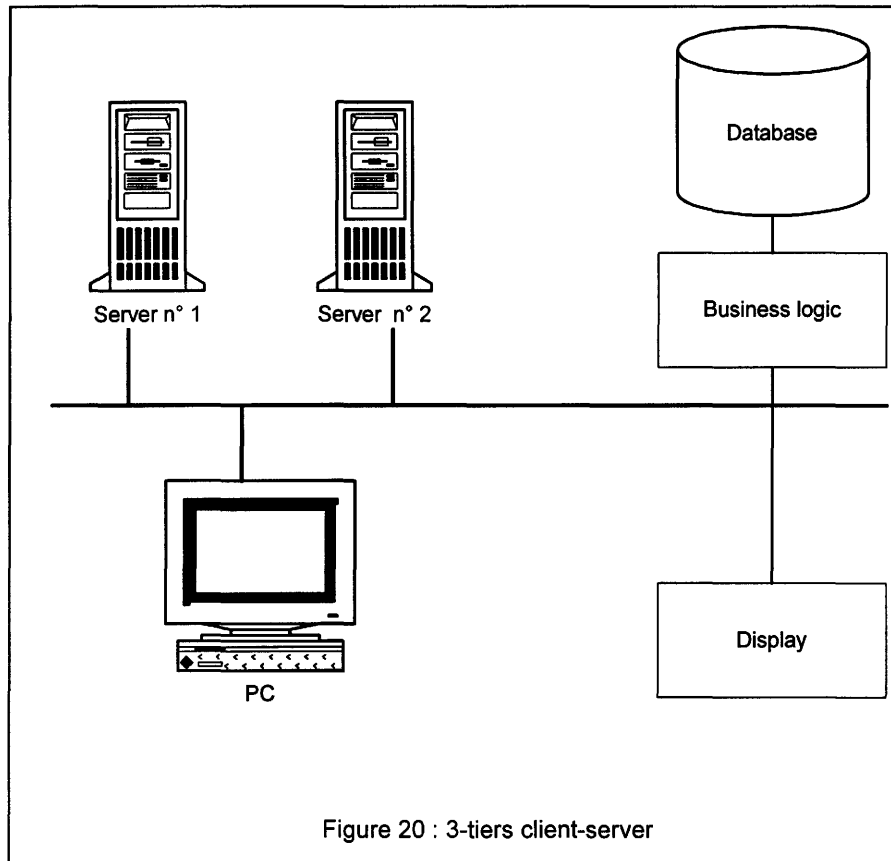 Database
Server n° 1
Server n° 2
Business logic
PC
Display
Figure 20 : 3-tiers client-server